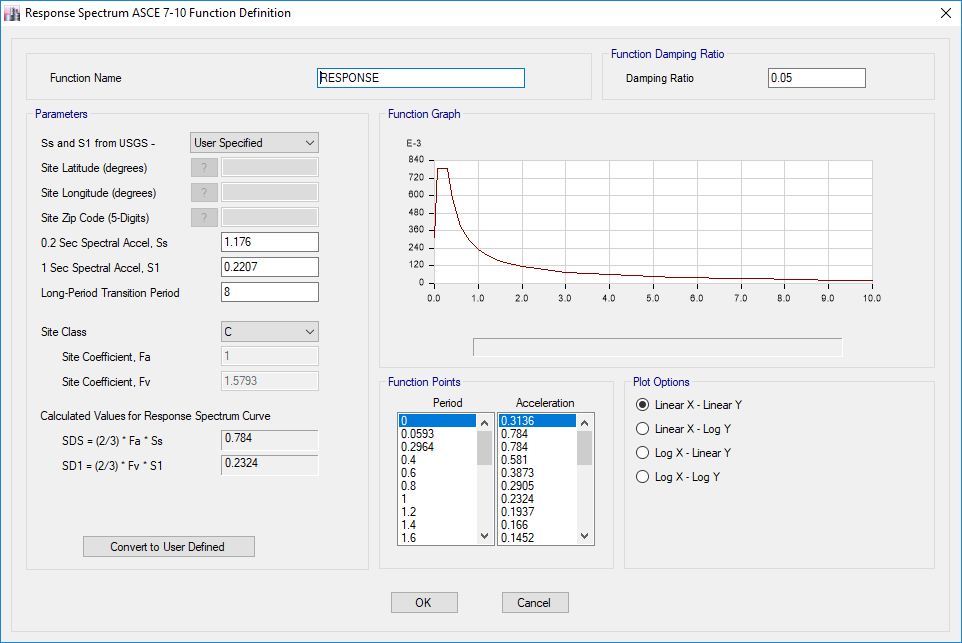 Response Spectrum ASCE 7-10 Function Definition
Function Name
RESPONSE
Function Damping Ratio
Damping Ratio
0.05
Parameters
Ss and S1 from USGS - User Specified
Site Latitude (degrees) ?
Site Longitude (degrees) ?
Site Zip Code (5-Digits) ?
0.2 Sec Spectral Accel, Ss 1.176
1 Sec Spectral Accel, S1 0.2207
Long-Period Transition Period 8
Site Class C
Site Coefficient, Fa 1
Site Coefficient, Fv 1.5793
Calculated Values for Response Spectrum Curve
SDS = (2/3) * Fa * Ss 0.784
SD1 = (2/3) * Fv * S1 0.2324
Convert to User Defined
Function Graph
E-3
840
720
600
480
360
240
120
0
0.0 1.0 2.0 3.0 4.0 5.0 6.0 7.0 8.0 9.0 10.0
Function Points
Period Acceleration
0 0.3136
0.0593 0.784
0.2964 0.784
0.4 0.581
0.6 0.3873
0.8 0.2905
1 0.2324
1.2 0.1937
1.4 0.166
1.6 0.1452
Plot Options
Linear X - Linear Y
Linear X - Log Y
Log X - Linear Y
Log X - Log Y
OK Cancel